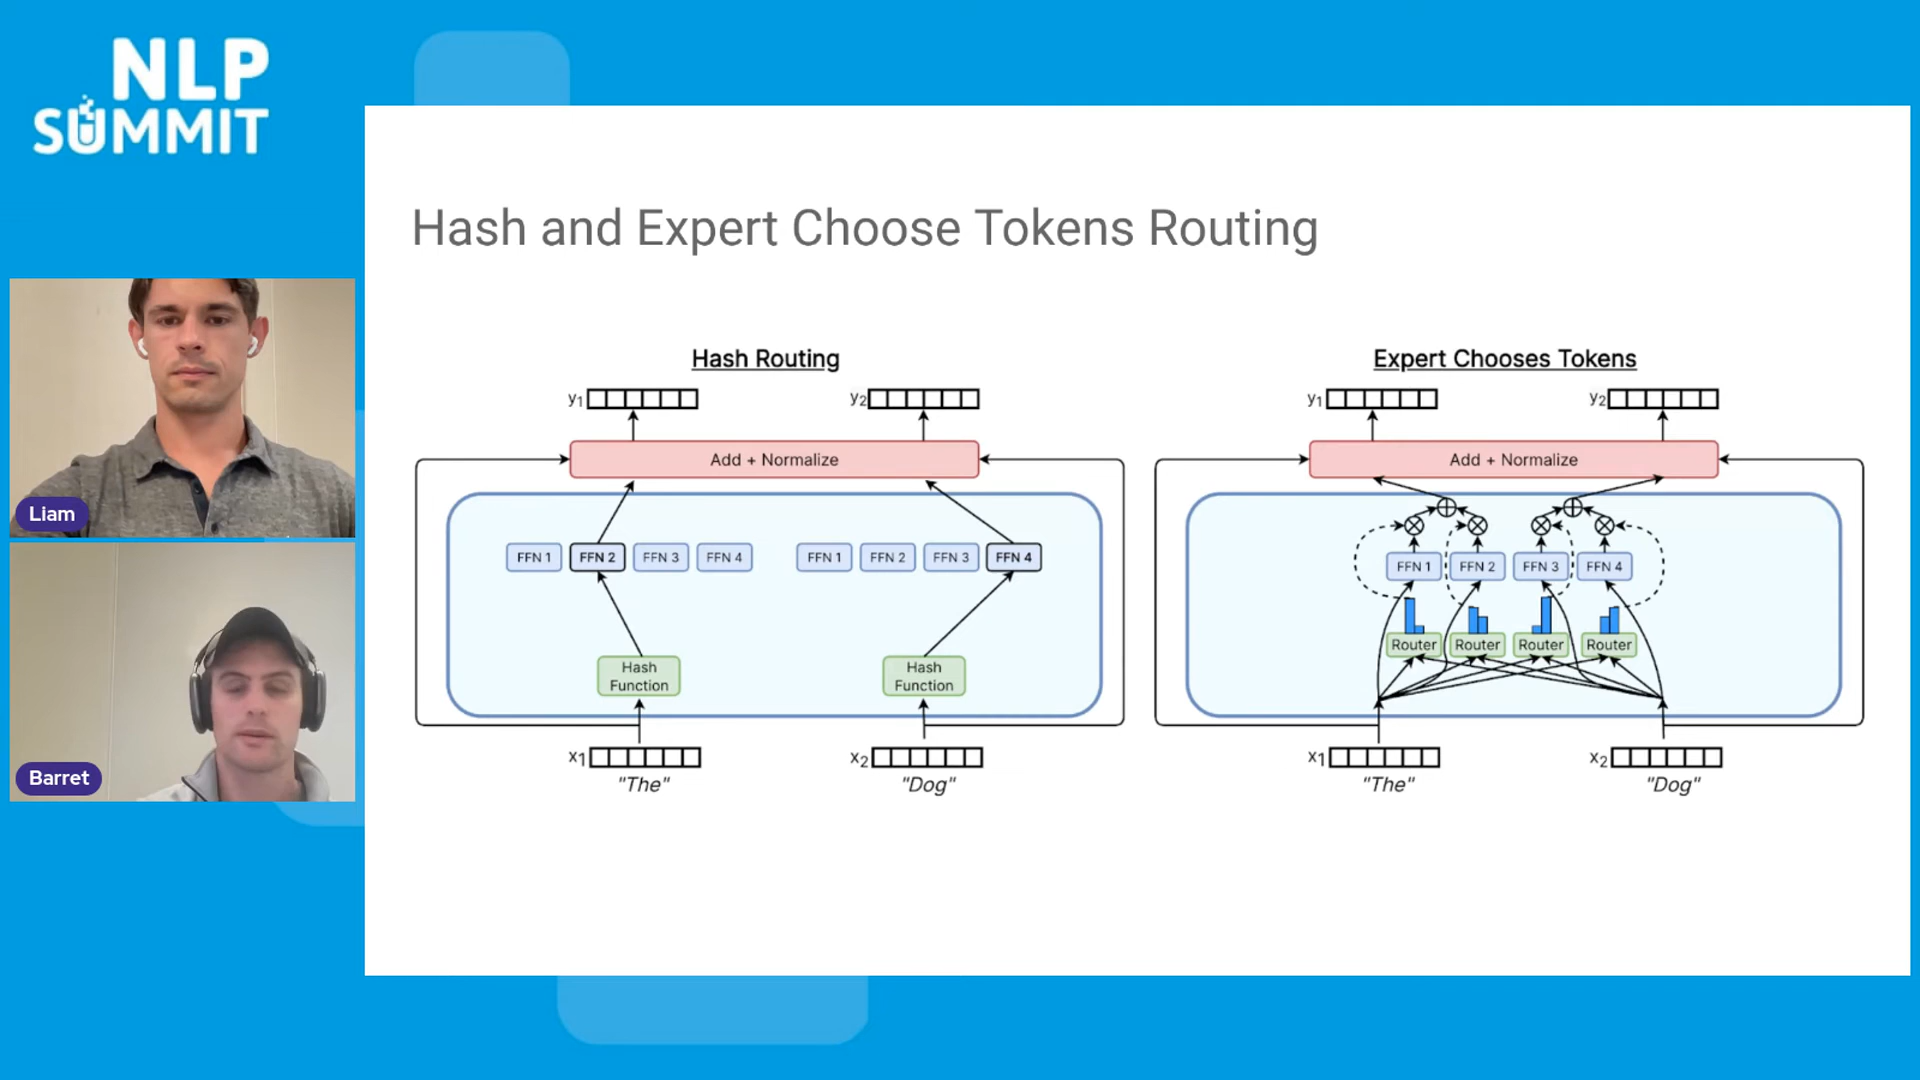 NLP
SUMMIT
Liam
Barret
Hash and Expert Choose Tokens Routing
Hash Routing
y1
y2
Add + Normalize
FFN 1 FFN 2 FFN 3 FFN 4 FFN 1 FFN 2 FFN 3 FFN 4
Hash Function
Hash Function
x1
"The"
x2
"Dog"
Expert Chooses Tokens
y1
y2
Add + Normalize
FFN 1 FFN 2 FFN 3 FFN 4
Router Router Router Router
x1
"The"
x2
"Dog"